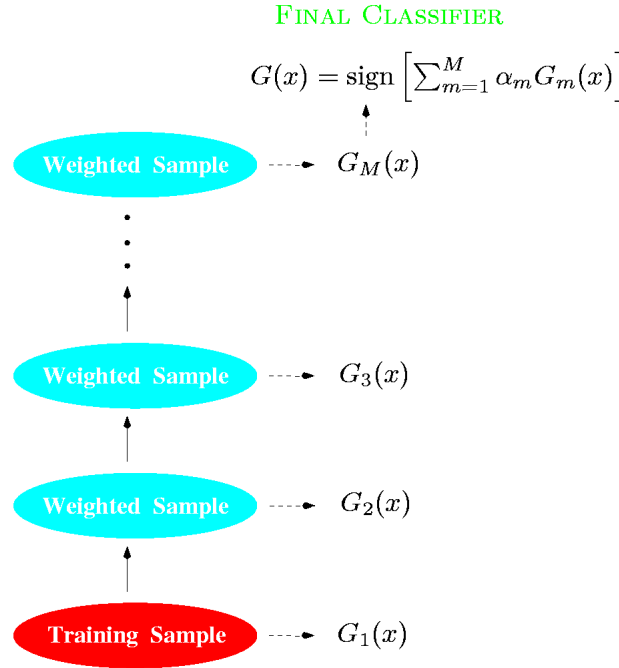 FINAL CLASSIFIER
G(x) = sign [∑_{m=1}^{M} α_m G_m(x)]
Weighted Sample
G_M(x)
Weighted Sample
G_3(x)
Weighted Sample
G_2(x)
Training Sample
G_1(x)